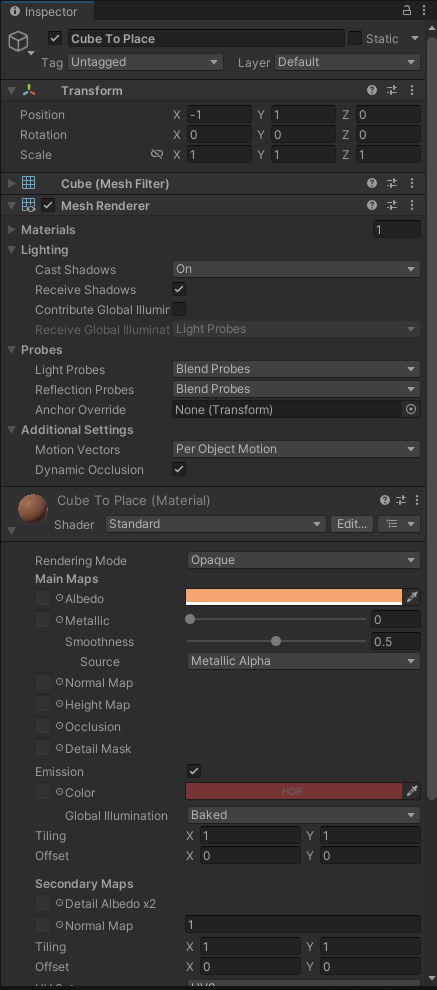 Inspector
Cube To Place Static
Tag Untagged Layer Default
Transform
Position X -1 Y 1 Z 0
Rotation X 0 Y 0 Z 0
Scale X 1 Y 1 Z 1
Cube (Mesh Filter)
Mesh Renderer
Materials 1
Lighting
Cast Shadows On
Receive Shadows
Contribute Global Illumin
Receive Global Illuminat Light Probes
Probes
Light Probes Blend Probes
Reflection Probes Blend Probes
Anchor Override None (Transform)
Additional Settings
Motion Vectors Per Object Motion
Dynamic Occlusion
Cube To Place (Material)
Shader Standard Edit...
Rendering Mode Opaque
Main Maps
Albedo
Metallic 0
Smoothness 0.5
Source Metallic Alpha
Normal Map
Height Map
Occlusion
Detail Mask
Emission
Color HDR
Global Illumination Baked
Tiling X 1 Y 1
Offset X 0 Y 0
Secondary Maps
Detail Albedo x2
Normal Map 1
Tiling X 1 Y 1
Offset X 0 Y 0